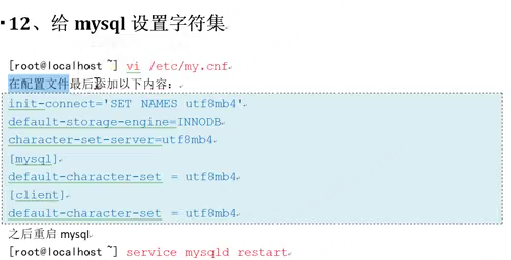 12、给 mysql 设置字符集
[root@localhost ~] vi /etc/my.cnf
在配置文件最后添加以下内容：
init-connect='SET NAMES utf8mb4'
default-storage-engine=INNODB
character-set-server=utf8mb4
[mysql]
default-character-set = utf8mb4
[client]
default-character-set = utf8mb4
之后重启 mysql
[root@localhost ~] service mysqld restart